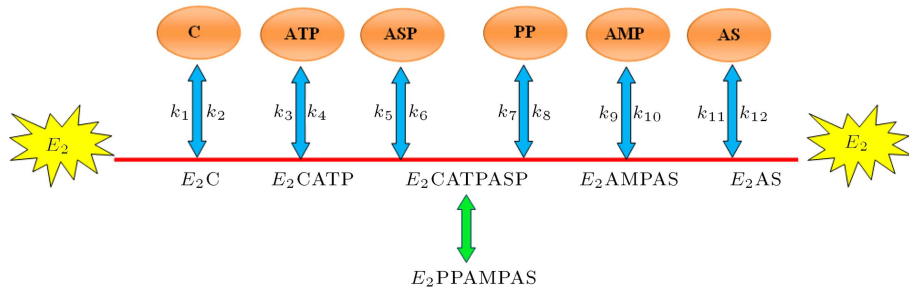 C ATP ASP PP AMP AS
k₁ k₂ k₃ k₄ k₅ k₆ k₇ k₈ k₉ k₁₀ k₁₁ k₁₂
E₂ E₂
E₂C E₂CATP E₂CATPASP E₂AMPAS E₂AS
E₂PPAMPAS